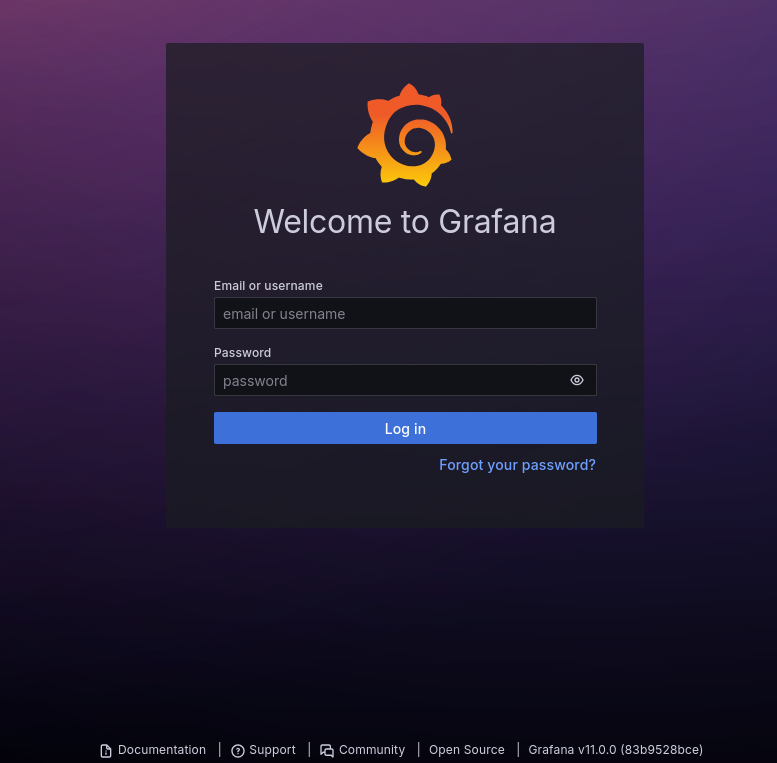 Welcome to Grafana
Email or username
email or username
Password
password
Log in
Forgot your password?
Documentation | Support | Community | Open Source | Grafana v11.0.0 (83b9528bce)